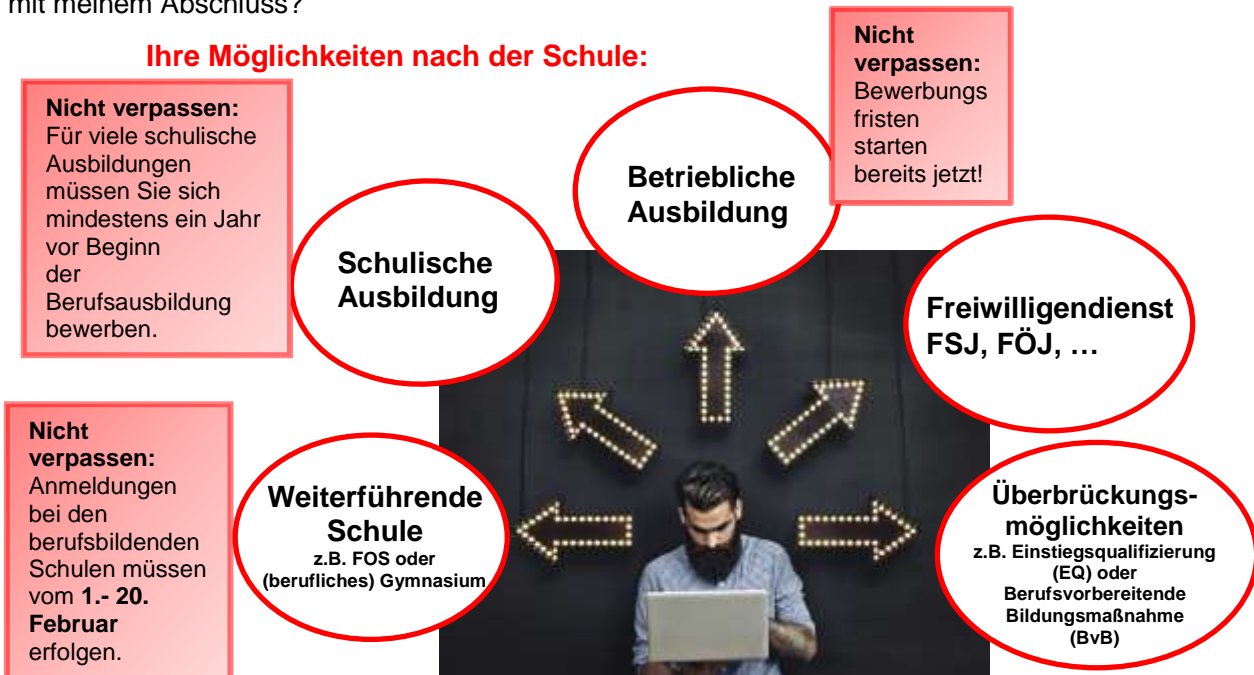 mit meinem Abschluss?
Ihre Möglichkeiten nach der Schule:
Nicht
verpassen:
Bewerbungs
fristen
starten
bereits jetzt!
Nicht verpassen:
Für viele schulische
Ausbildungen
müssen Sie sich
mindestens ein Jahr
vor Beginn
der
Berufsausbildung
bewerben.
Betriebliche
Ausbildung
Schulische
Ausbildung
Freiwilligendienst
FSJ, FÖJ, …
Nicht
verpassen:
Anmeldungen
bei den
berufsbildenden
Schulen müssen
vom 1.- 20.
Februar
erfolgen.
Weiterführende
Schule
z.B. FOS oder
(berufliches) Gymnasium
Überbrückungs-
möglichkeiten
z.B. Einstiegsqualifizierung
(EQ) oder
Berufsvorbereitende
Bildungsmaßnahme
(BvB)